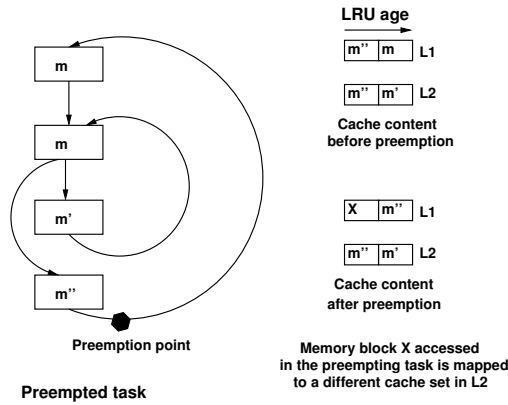 m
m
m'
m''
Preemption point
Preempted task
LRU age
m'' m L1
m'' m' L2
Cache content
before preemption
X m'' L1
m'' m' L2
Cache content
after preemption
Memory block X accessed
in the preempting task is mapped
to a different cache set in L2